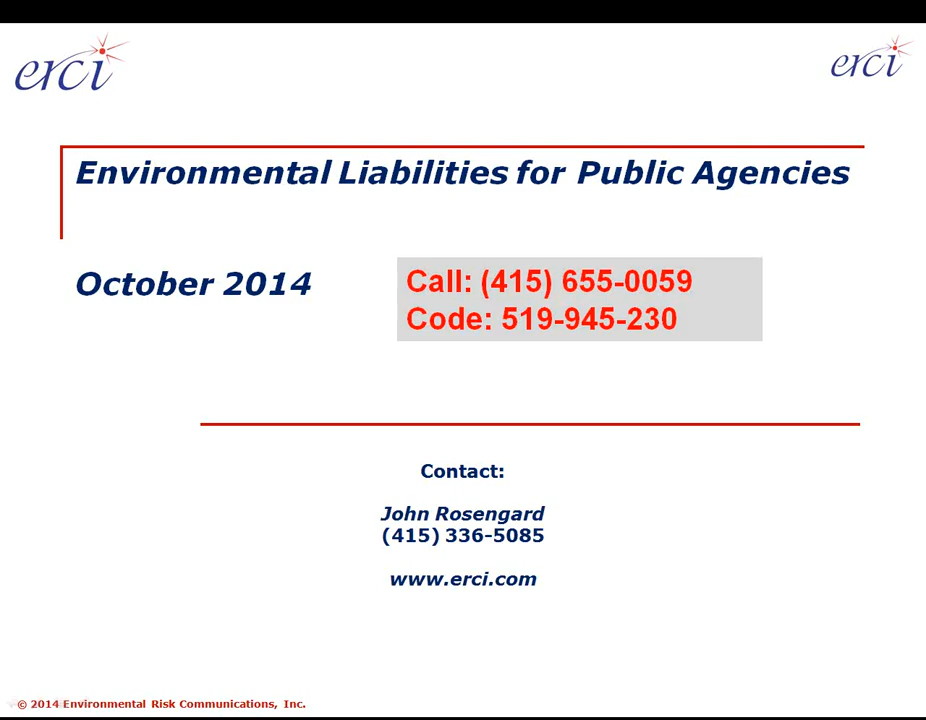 erci
erci
Environmental Liabilities for Public Agencies
October 2014
Call: (415) 655-0059
Code: 519-945-230
Contact:
John Rosengard
(415) 336-5085
www.erci.com
© 2014 Environmental Risk Communications, Inc.